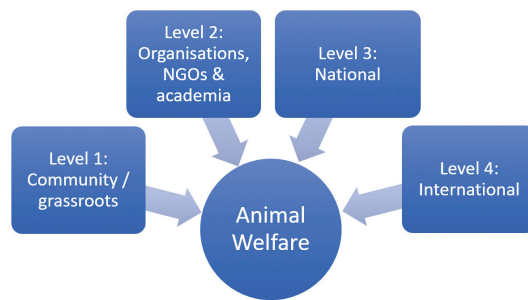 Level 1:
Community /
grassroots
Level 2:
Organisations,
NGOs &
academia
Level 3:
National
Level 4:
International
Animal
Welfare